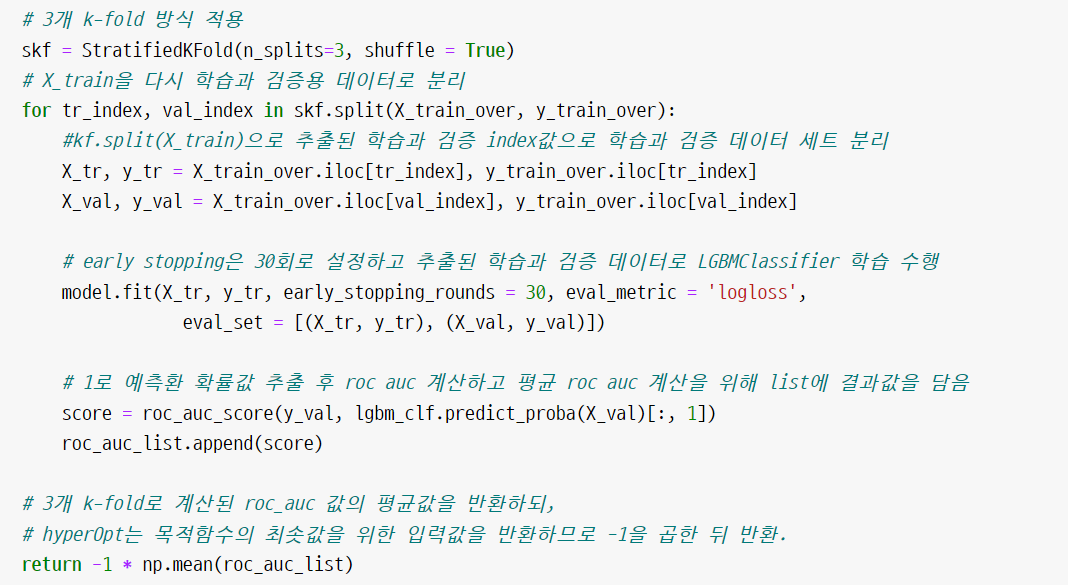 # 3개 k-fold 방식 적용
skf = StratifiedKFold(n_splits=3, shuffle = True)
# X_train을 다시 학습과 검증용 데이터로 분리
for tr_index, val_index in skf.split(X_train_over, y_train_over):
    #kf.split(X_train)으로 추출된 학습과 검증 index값으로 학습과 검증 데이터 세트 분리
    X_tr, y_tr = X_train_over.iloc[tr_index], y_train_over.iloc[tr_index]
    X_val, y_val = X_train_over.iloc[val_index], y_train_over.iloc[val_index]
    # early stopping은 30회로 설정하고 추출된 학습과 검증 데이터로 LGBMClassifier 학습 수행
    model.fit(X_tr, y_tr, early_stopping_rounds = 30, eval_metric = 'logloss',
                eval_set = [(X_tr, y_tr), (X_val, y_val)])
    # 1로 예측환 확률값 추출 후 roc auc 계산하고 평균 roc auc 계산을 위해 list에 결과값을 담음
    score = roc_auc_score(y_val, lgbm_clf.predict_proba(X_val)[:, 1])
    roc_auc_list.append(score)
# 3개 k-fold로 계산된 roc_auc 값의 평균값을 반환하되,
# hyperOpt는 목적함수의 최솟값을 위한 입력값을 반환하므로 -1을 곱한 뒤 반환.
return -1 * np.mean(roc_auc_list)